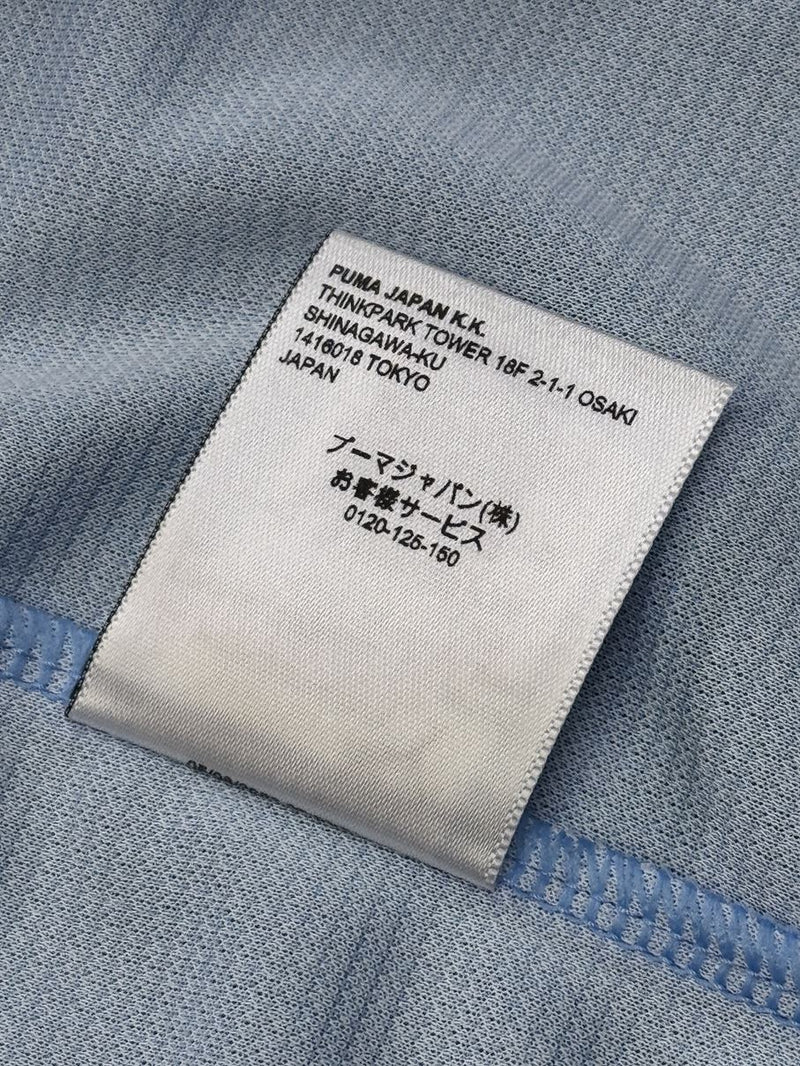 PUMA JAPAN K.K.
THINKPARK TOWER 18F 2-1-1 OSAKI
SHINAGAWA-KU
1416018 TOKYO
JAPAN
プーマジャパン(株)
お客様サービス
0120-125-150